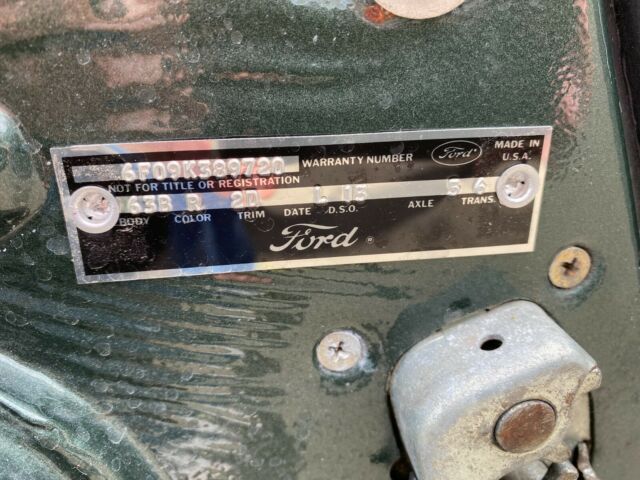 6F09K389720 WARRANTY NUMBER Ford MADE IN U.S.A.
NOT FOR TITLE OR REGISTRATION
63B R 2D L 13 5 6
BODY COLOR TRIM DATE D.S.O. AXLE TRANS.
Ford ®